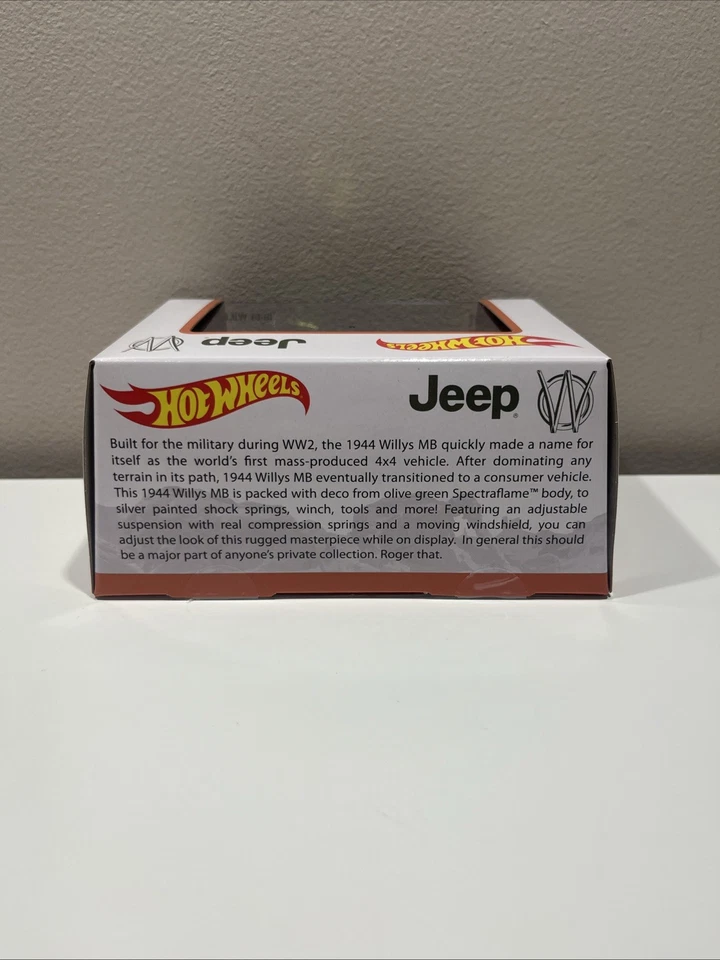 Jeep
HOT WHEELS
HOT WHEELS
Jeep®
Built for the military during WW2, the 1944 Willys MB quickly made a name for
itself as the world's first mass-produced 4x4 vehicle. After dominating any
terrain in its path, 1944 Willys MB eventually transitioned to a consumer vehicle.
This 1944 Willys MB is packed with deco from olive green Spectraflame™ body, to
silver painted shock springs, winch, tools and more! Featuring an adjustable
suspension with real compression springs and a moving windshield, you can
adjust the look of this rugged masterpiece while on display. In general this should
be a major part of anyone's private collection. Roger that.